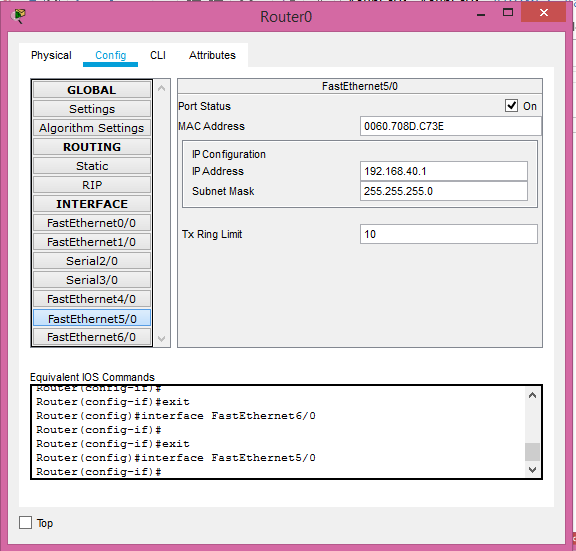 Router0
Physical Config CLI Attributes
GLOBAL
Settings
Algorithm Settings
ROUTING
Static
RIP
INTERFACE
FastEthernet0/0
FastEthernet1/0
Serial2/0
Serial3/0
FastEthernet4/0
FastEthernet5/0
FastEthernet6/0
FastEthernet5/0
Port Status On
MAC Address 0060.708D.C73E
IP Configuration
IP Address 192.168.40.1
Subnet Mask 255.255.255.0
Tx Ring Limit 10
Equivalent IOS Commands
Router(config-if)#
Router(config-if)#exit
Router(config)#interface FastEthernet6/0
Router(config-if)#
Router(config-if)#exit
Router(config)#interface FastEthernet5/0
Router(config-if)#
Top